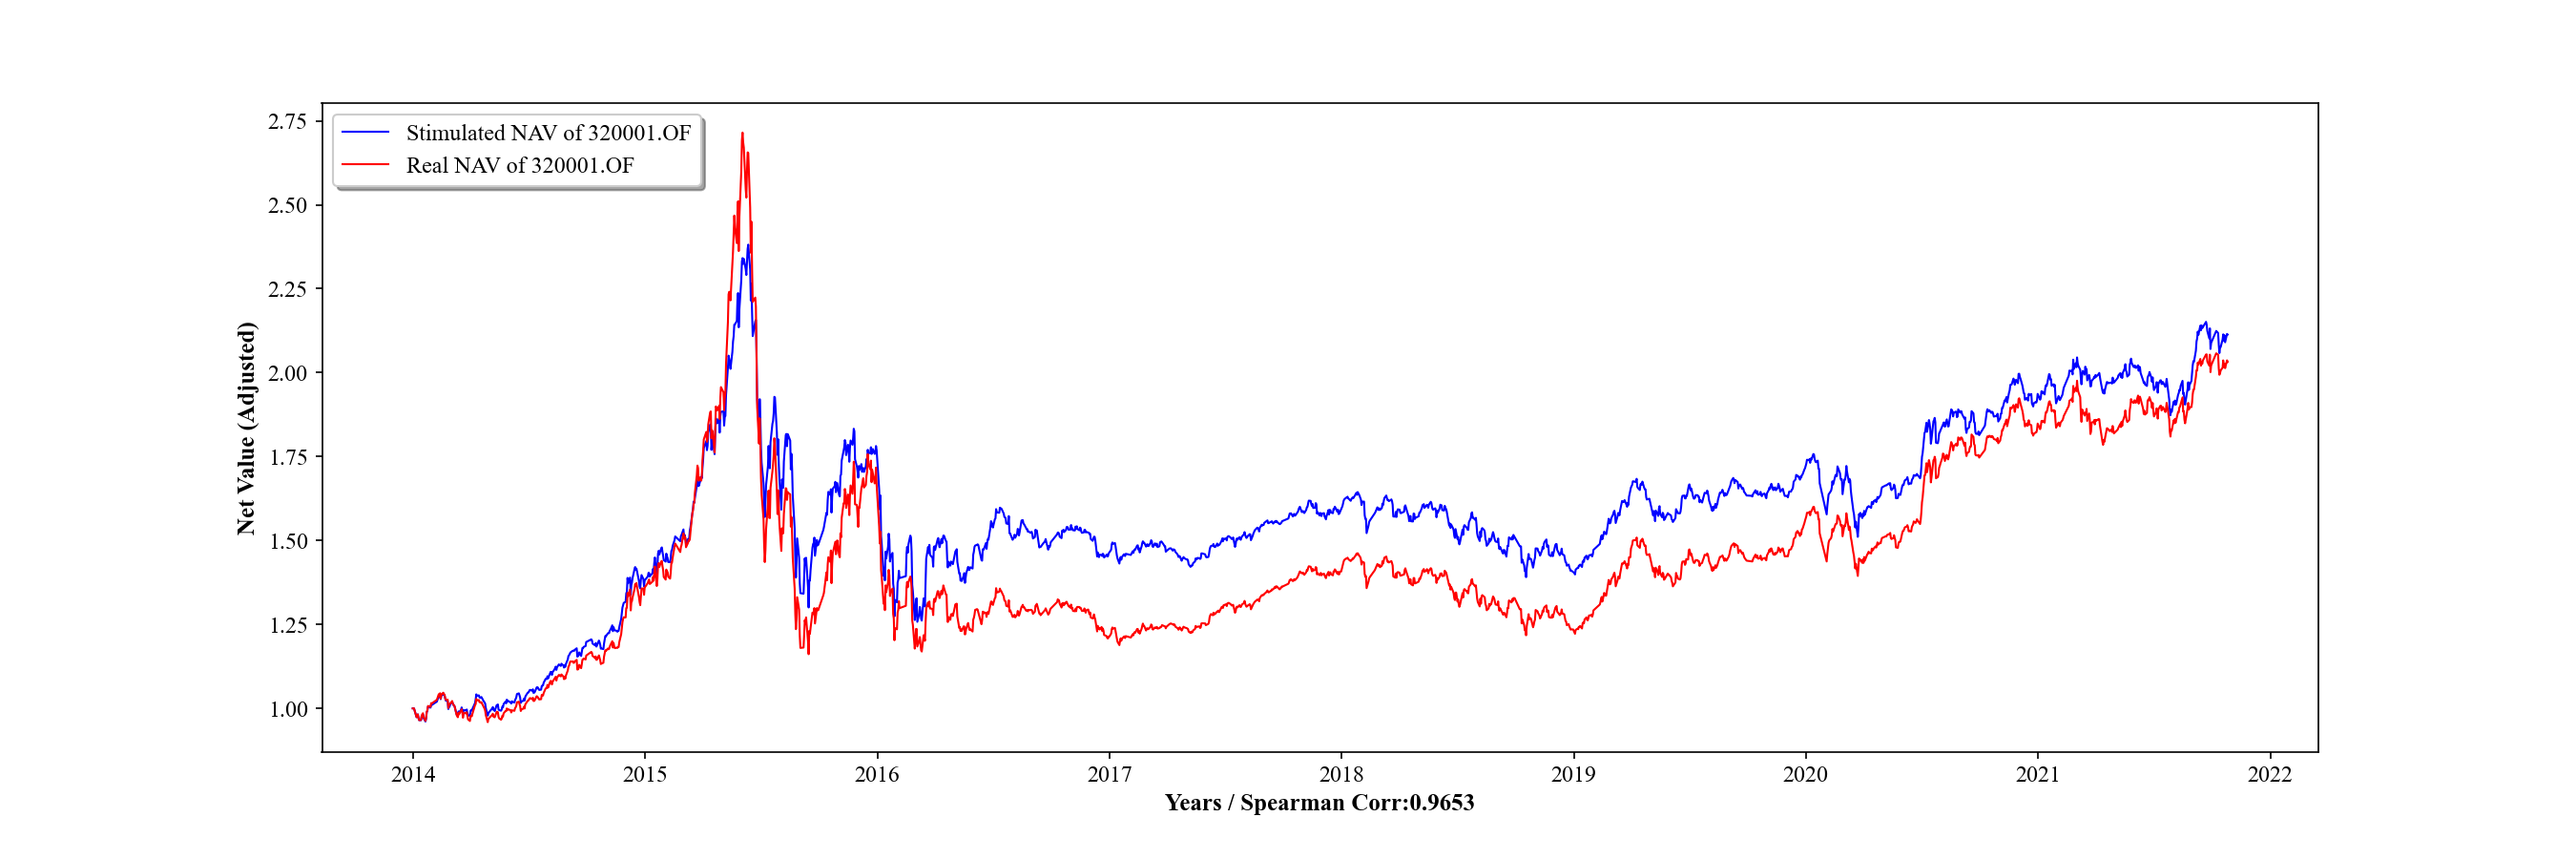 Stimulated NAV of 320001.OF
Real NAV of 320001.OF
2.75
2.50
2.25
2.00
1.75
1.50
1.25
1.00
Net Value (Adjusted)
2014 2015 2016 2017 2018 2019 2020 2021 2022
Years / Spearman Corr:0.9653